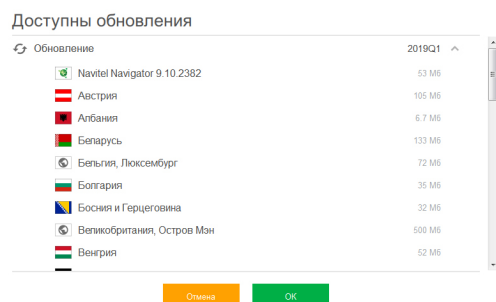 Доступны обновления
Обновление 2019Q1
Navitel Navigator 9.10.2382 53 Мб
Австрия 105 Мб
Албания 6.7 Мб
Беларусь 133 Мб
Бельгия, Люксембург 72 Мб
Болгария 35 Мб
Босния и Герцеговина 32 Мб
Великобритания, Остров Мэн 500 Мб
Венгрия 52 Мб
Отмена OK